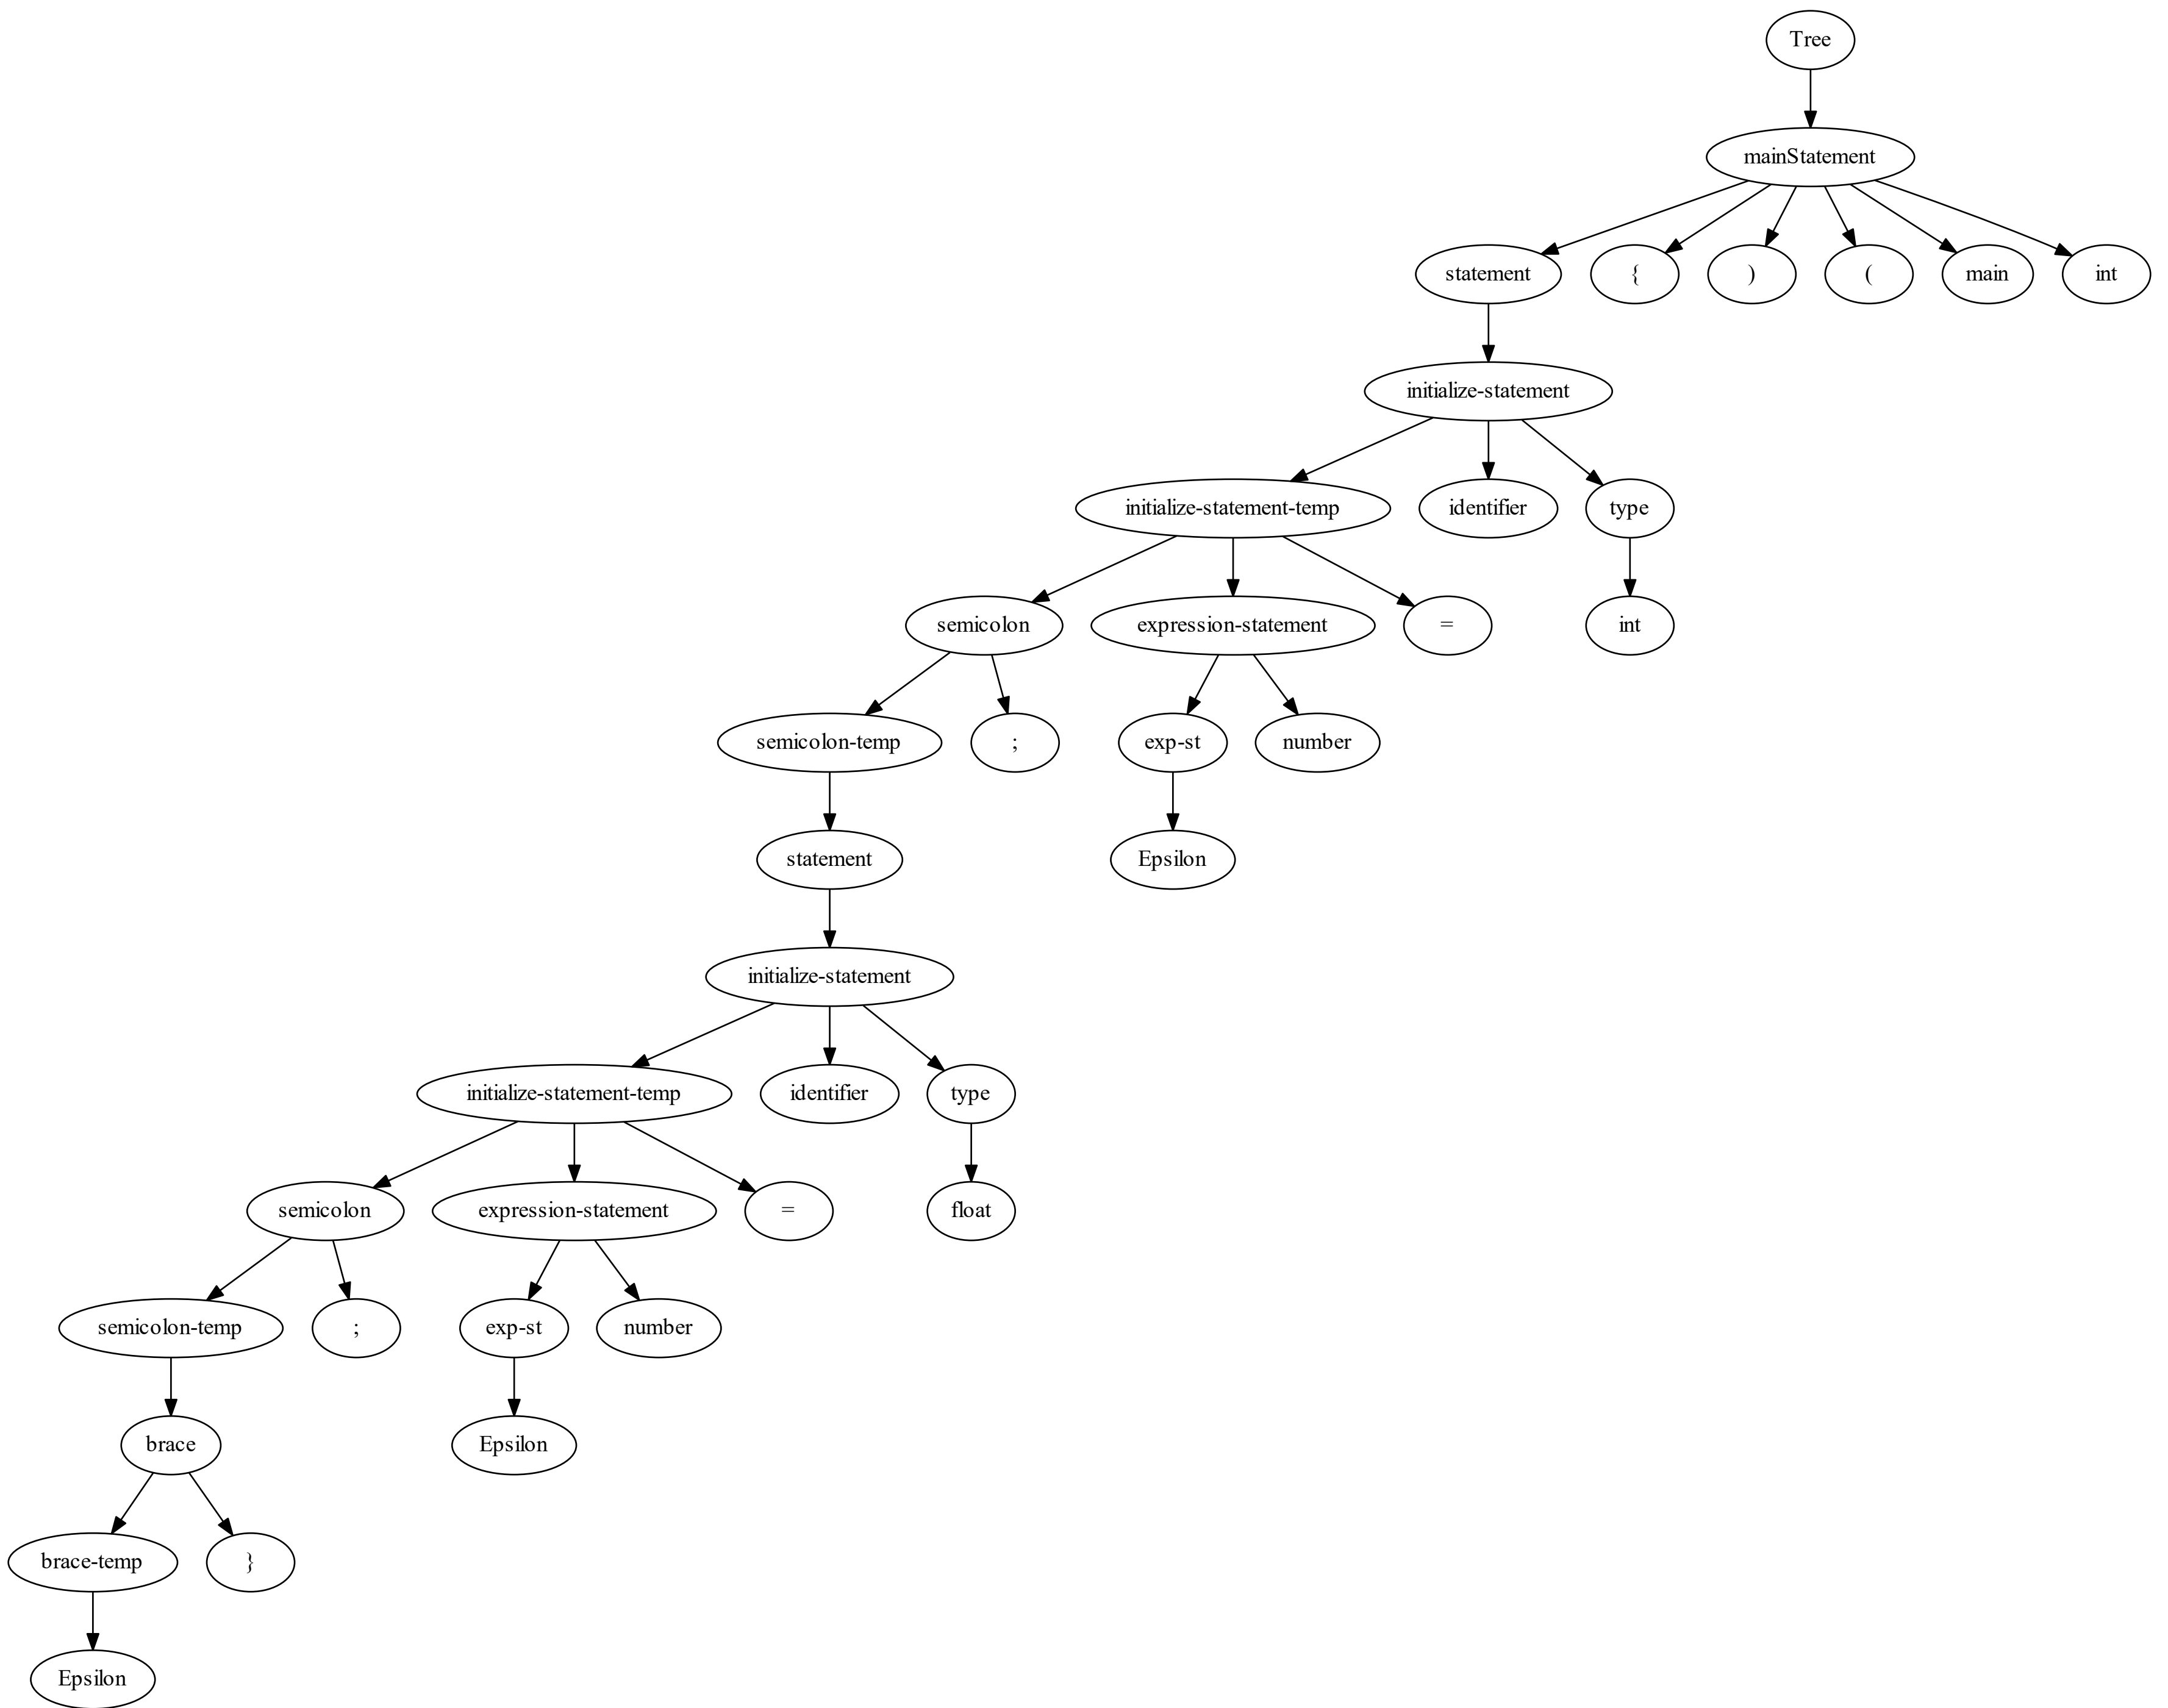 Tree
mainStatement
statement
{
)
(
main
int
initialize-statement
initialize-statement-temp
identifier
type
semicolon
expression-statement
=
int
semicolon-temp
;
exp-st
number
statement
Epsilon
initialize-statement
initialize-statement-temp
identifier
type
semicolon
expression-statement
=
float
semicolon-temp
;
exp-st
number
brace
Epsilon
brace-temp
}
Epsilon